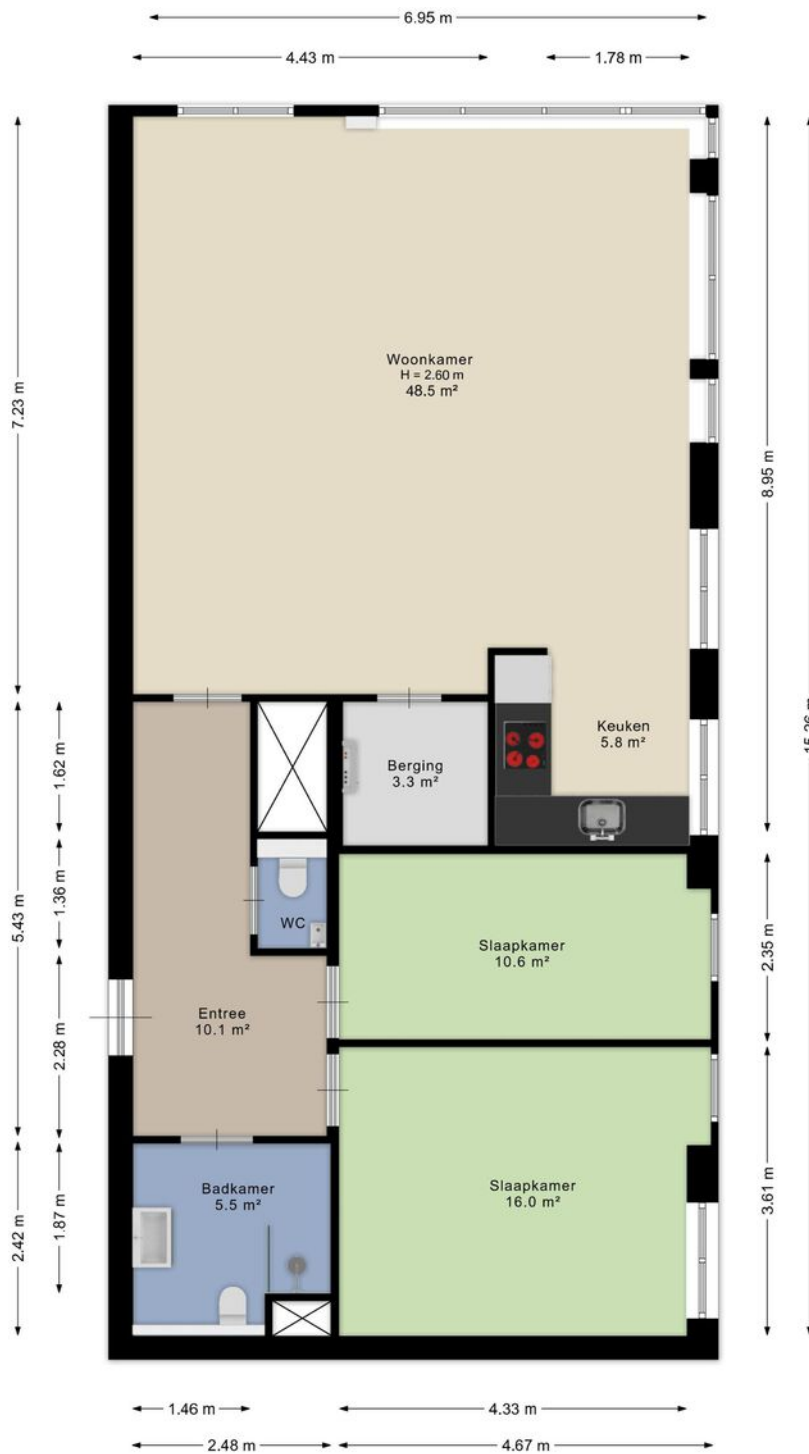 6.95 m
4.43 m
1.78 m
7.23 m
8.95 m
15.26 m
Woonkamer
H = 2.60 m
48.5 m²
Keuken
5.8 m²
Berging
3.3 m²
1.62 m
1.36 m
5.43 m
2.28 m
WC
Slaapkamer
10.6 m²
2.35 m
Entree
10.1 m²
Slaapkamer
16.0 m²
3.61 m
Badkamer
5.5 m²
2.42 m
1.87 m
1.46 m
4.33 m
2.48 m
4.67 m